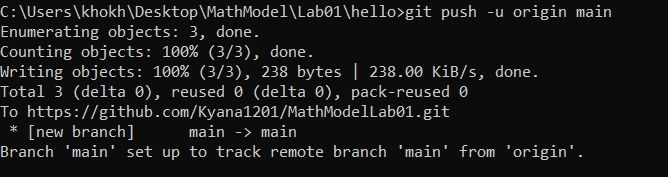 C:\Users\khokh\Desktop\MathModel\Lab01\hello>git push -u origin main
Enumerating objects: 3, done.
Counting objects: 100% (3/3), done.
Writing objects: 100% (3/3), 238 bytes | 238.00 KiB/s, done.
Total 3 (delta 0), reused 0 (delta 0), pack-reused 0
To https://github.com/Kyana1201/MathModelLab01.git
 * [new branch]      main -> main
Branch 'main' set up to track remote branch 'main' from 'origin'.